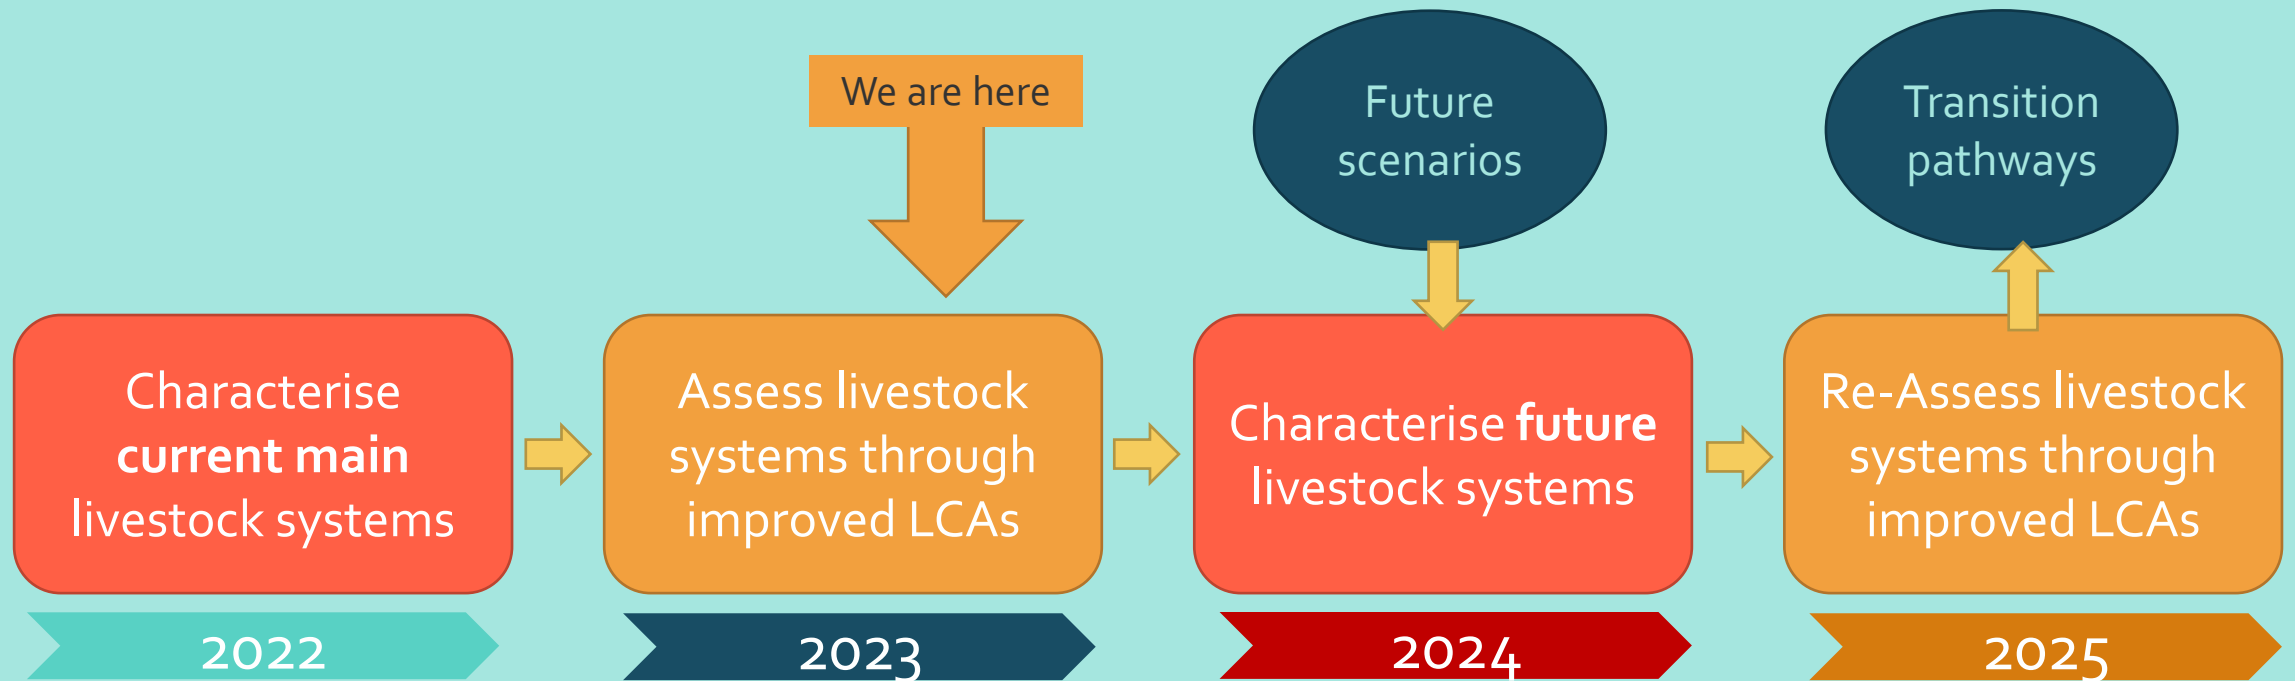 We are here
Future
scenarios
Transition
pathways
Characterise
current main
livestock systems
Assess livestock
systems through
improved LCAs
Characterise future
livestock systems
Re-Assess livestock
systems through
improved LCAs
2022
2023
2024
2025